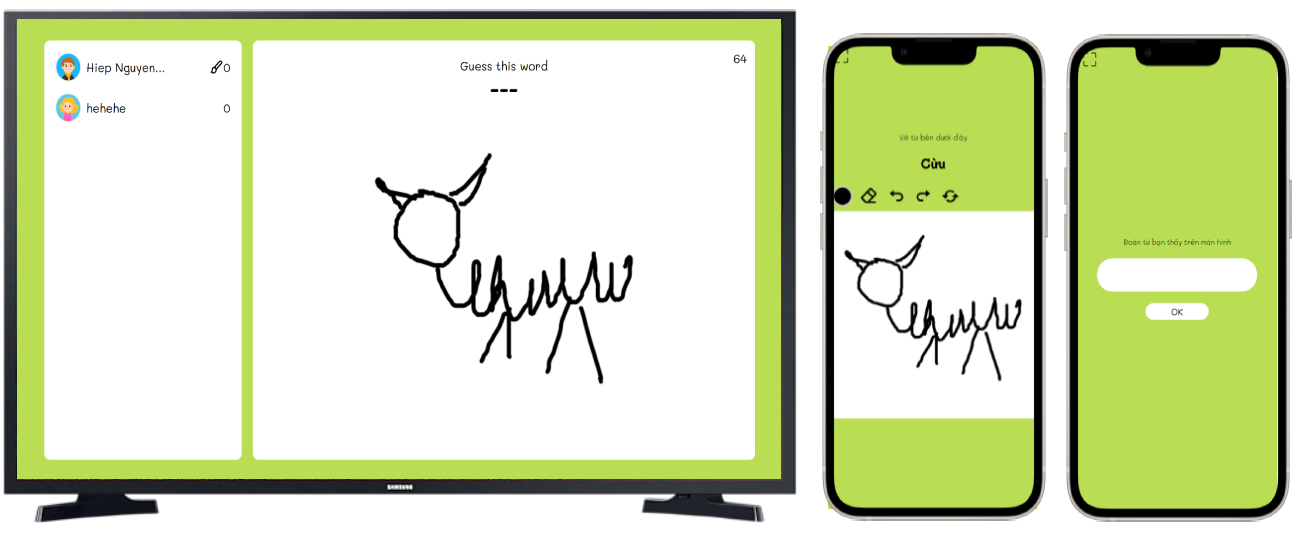 Hiep Nguyen... 0
hehehe 0
Guess this word
64
---
SAMSUNG
Vẽ từ bên dưới đây
Cừu
Đoán từ bạn thấy trên màn hình
OK